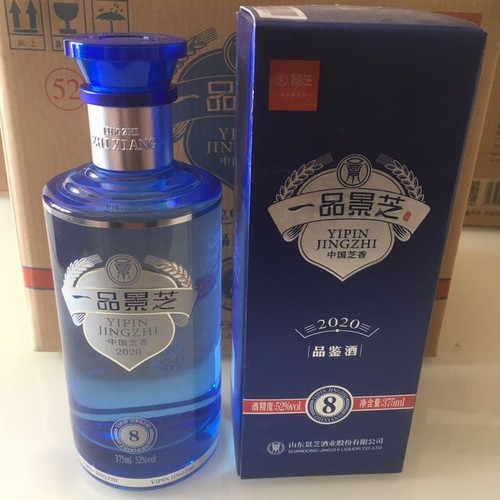 52
JINGZHI
ZHI XIANG
一品景芝
YIPIN
JINGZHI
中国芝香
2020
8
375ml 52%vol
YIPIN JINGZHI
景芝
一品景芝
YIPIN
JINGZHI
中国芝香
2020
品鉴酒
酒精度:52%vol
8
净含量:375ml
山东景芝酒业股份有限公司
SHANDONG JINGZHI LIQUOR CO.,LTD